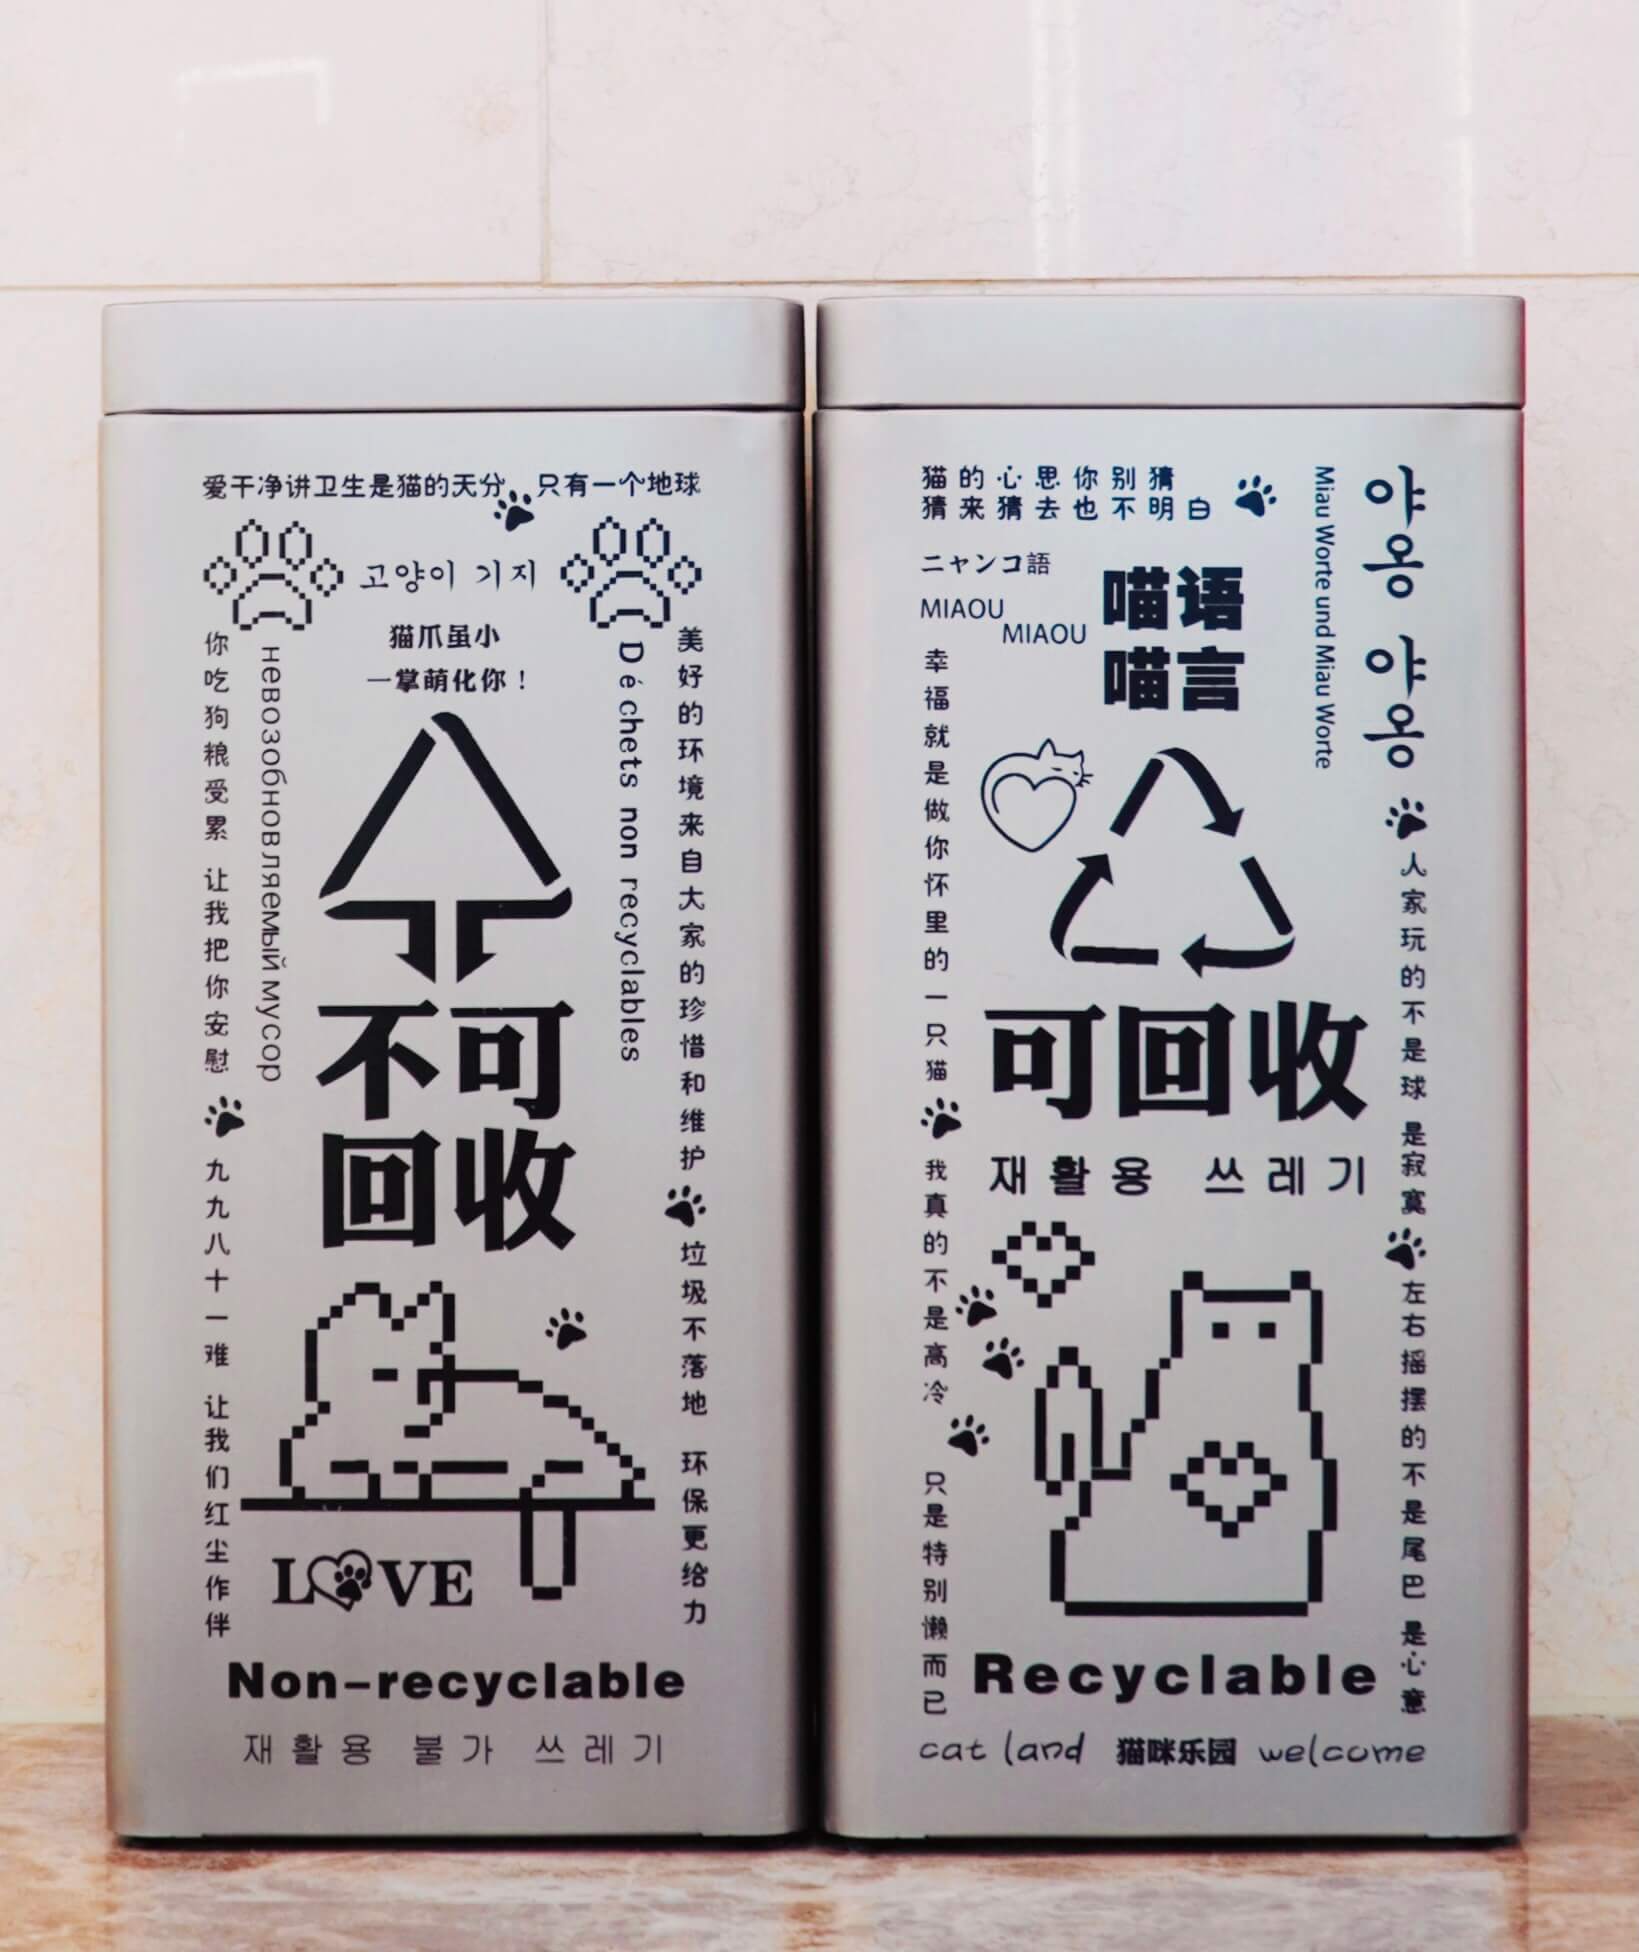 爱干净讲卫生是猫的天分 只有一个地球
고양이 기지
猫爪虽小
一掌萌化你！
你吃狗粮受累 让我把你安慰
九九八十一难 让我们红尘作伴
невозобновляемый мусор
Déchets non recyclables
美好的环境来自大家的珍惜和维护
垃圾不落地 环保更给力
不可
回收
LOVE
Non-recyclable
재활용 불가 쓰레기
猫的心思你别猜
猜来猜去也不明白
ニャンコ語
MIAOU
MIAOU
喵语
喵言
Miau Worte und Miau Worte
야옹 야옹
幸福就是做你怀里的一只猫
我真的不是高冷 只是特别懒而已
人家玩的不是球 是寂寞
左右摇摆的不是尾巴 是心意
可回收
재활용 쓰레기
Recyclable
cat land 猫咪乐园 welcome